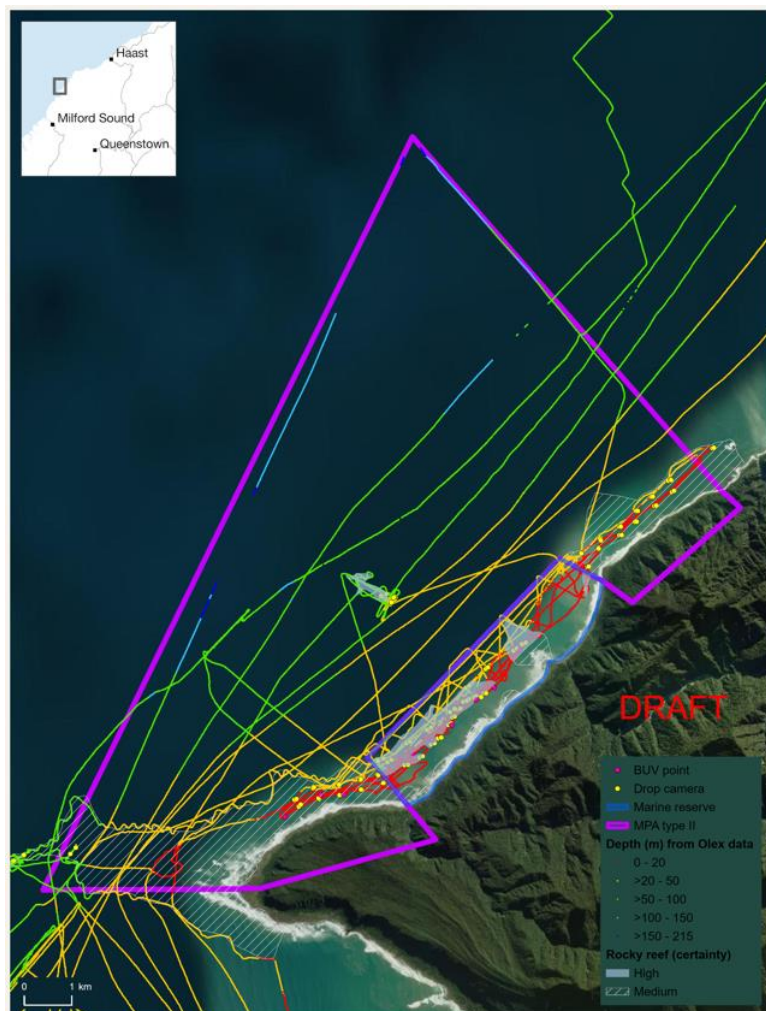 Haast
Milford Sound
Queenstown
DRAFT
BUV point
Drop camera
Marine reserve
MPA type II
Depth (m) from Olex data
0 - 20
>20 - 50
>50 - 100
>100 - 150
>150 - 215
Rocky reef (certainty)
High
Medium
0 1 km